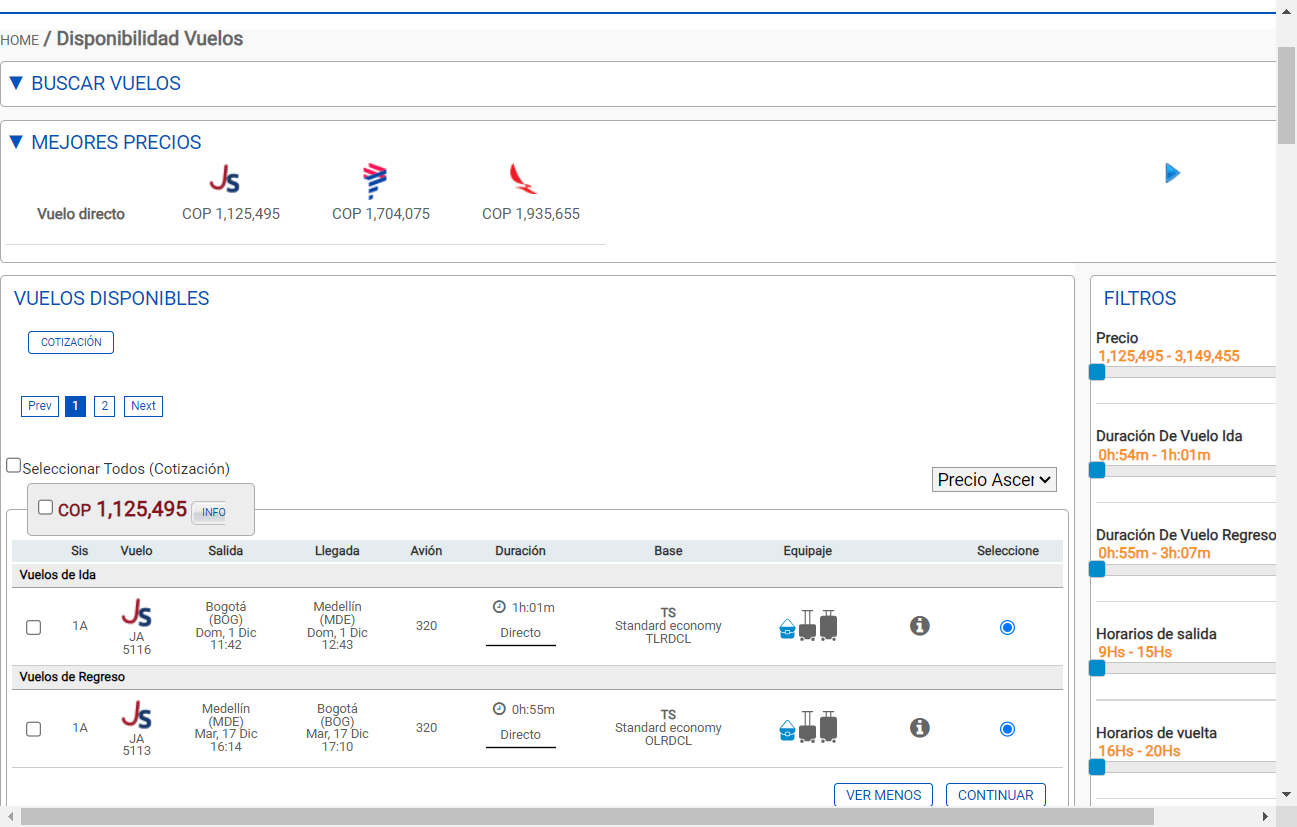 HOME / Disponibilidad Vuelos
▼ BUSCAR VUELOS
▼ MEJORES PRECIOS
JS
Vuelo directo COP 1,125,495 COP 1,704,075 COP 1,935,655
VUELOS DISPONIBLES
COTIZACIÓN
Prev 1 2 Next
Seleccionar Todos (Cotización)
Precio Ascer
COP 1,125,495 INFO
Sis Vuelo Salida Llegada Avión Duración Base Equipaje Seleccione
Vuelos de Ida
1A
JS
JA
5116
Bogotá
(BOG)
Dom, 1 Dic
11:42
Medellín
(MDE)
Dom, 1 Dic
12:43
320
1h:01m
Directo
TS
Standard economy
TLRDCL
Vuelos de Regreso
1A
JS
JA
5113
Medellín
(MDE)
Mar, 17 Dic
16:14
Bogotá
(BOG)
Mar, 17 Dic
17:10
320
0h:55m
Directo
TS
Standard economy
OLRDCL
VER MENOS CONTINUAR
FILTROS
Precio
1,125,495 - 3,149,455
Duración De Vuelo Ida
0h:54m - 1h:01m
Duración De Vuelo Regreso
0h:55m - 3h:07m
Horarios de salida
9Hs - 15Hs
Horarios de vuelta
16Hs - 20Hs